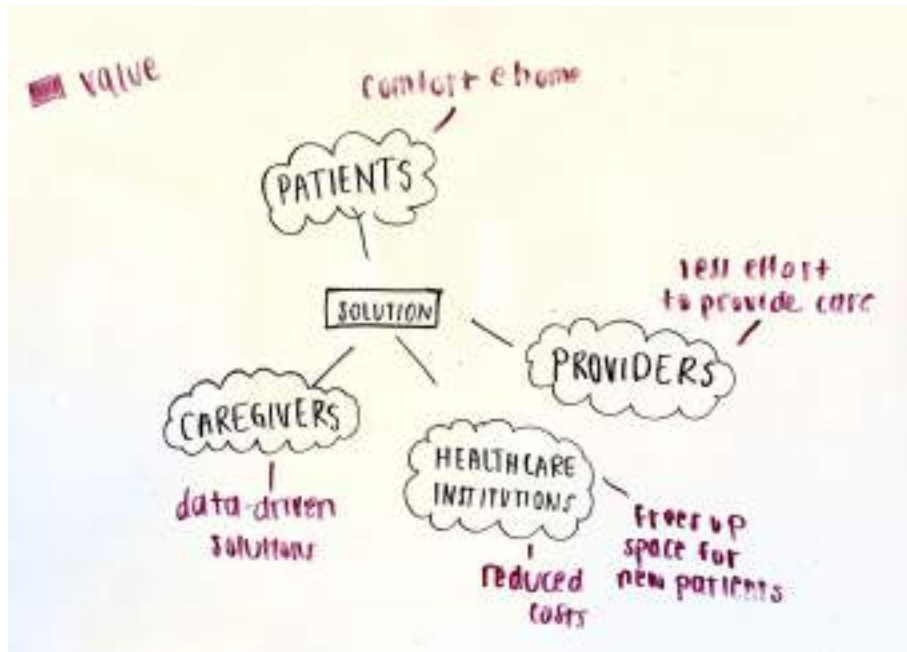 value
comfort @ home
PATIENTS
SOLUTION
less effort
to provide care
PROVIDERS
CAREGIVERS
data-driven
solutions
HEALTHCARE
INSTITUTIONS
frees up
space for
new patients
reduced
costs